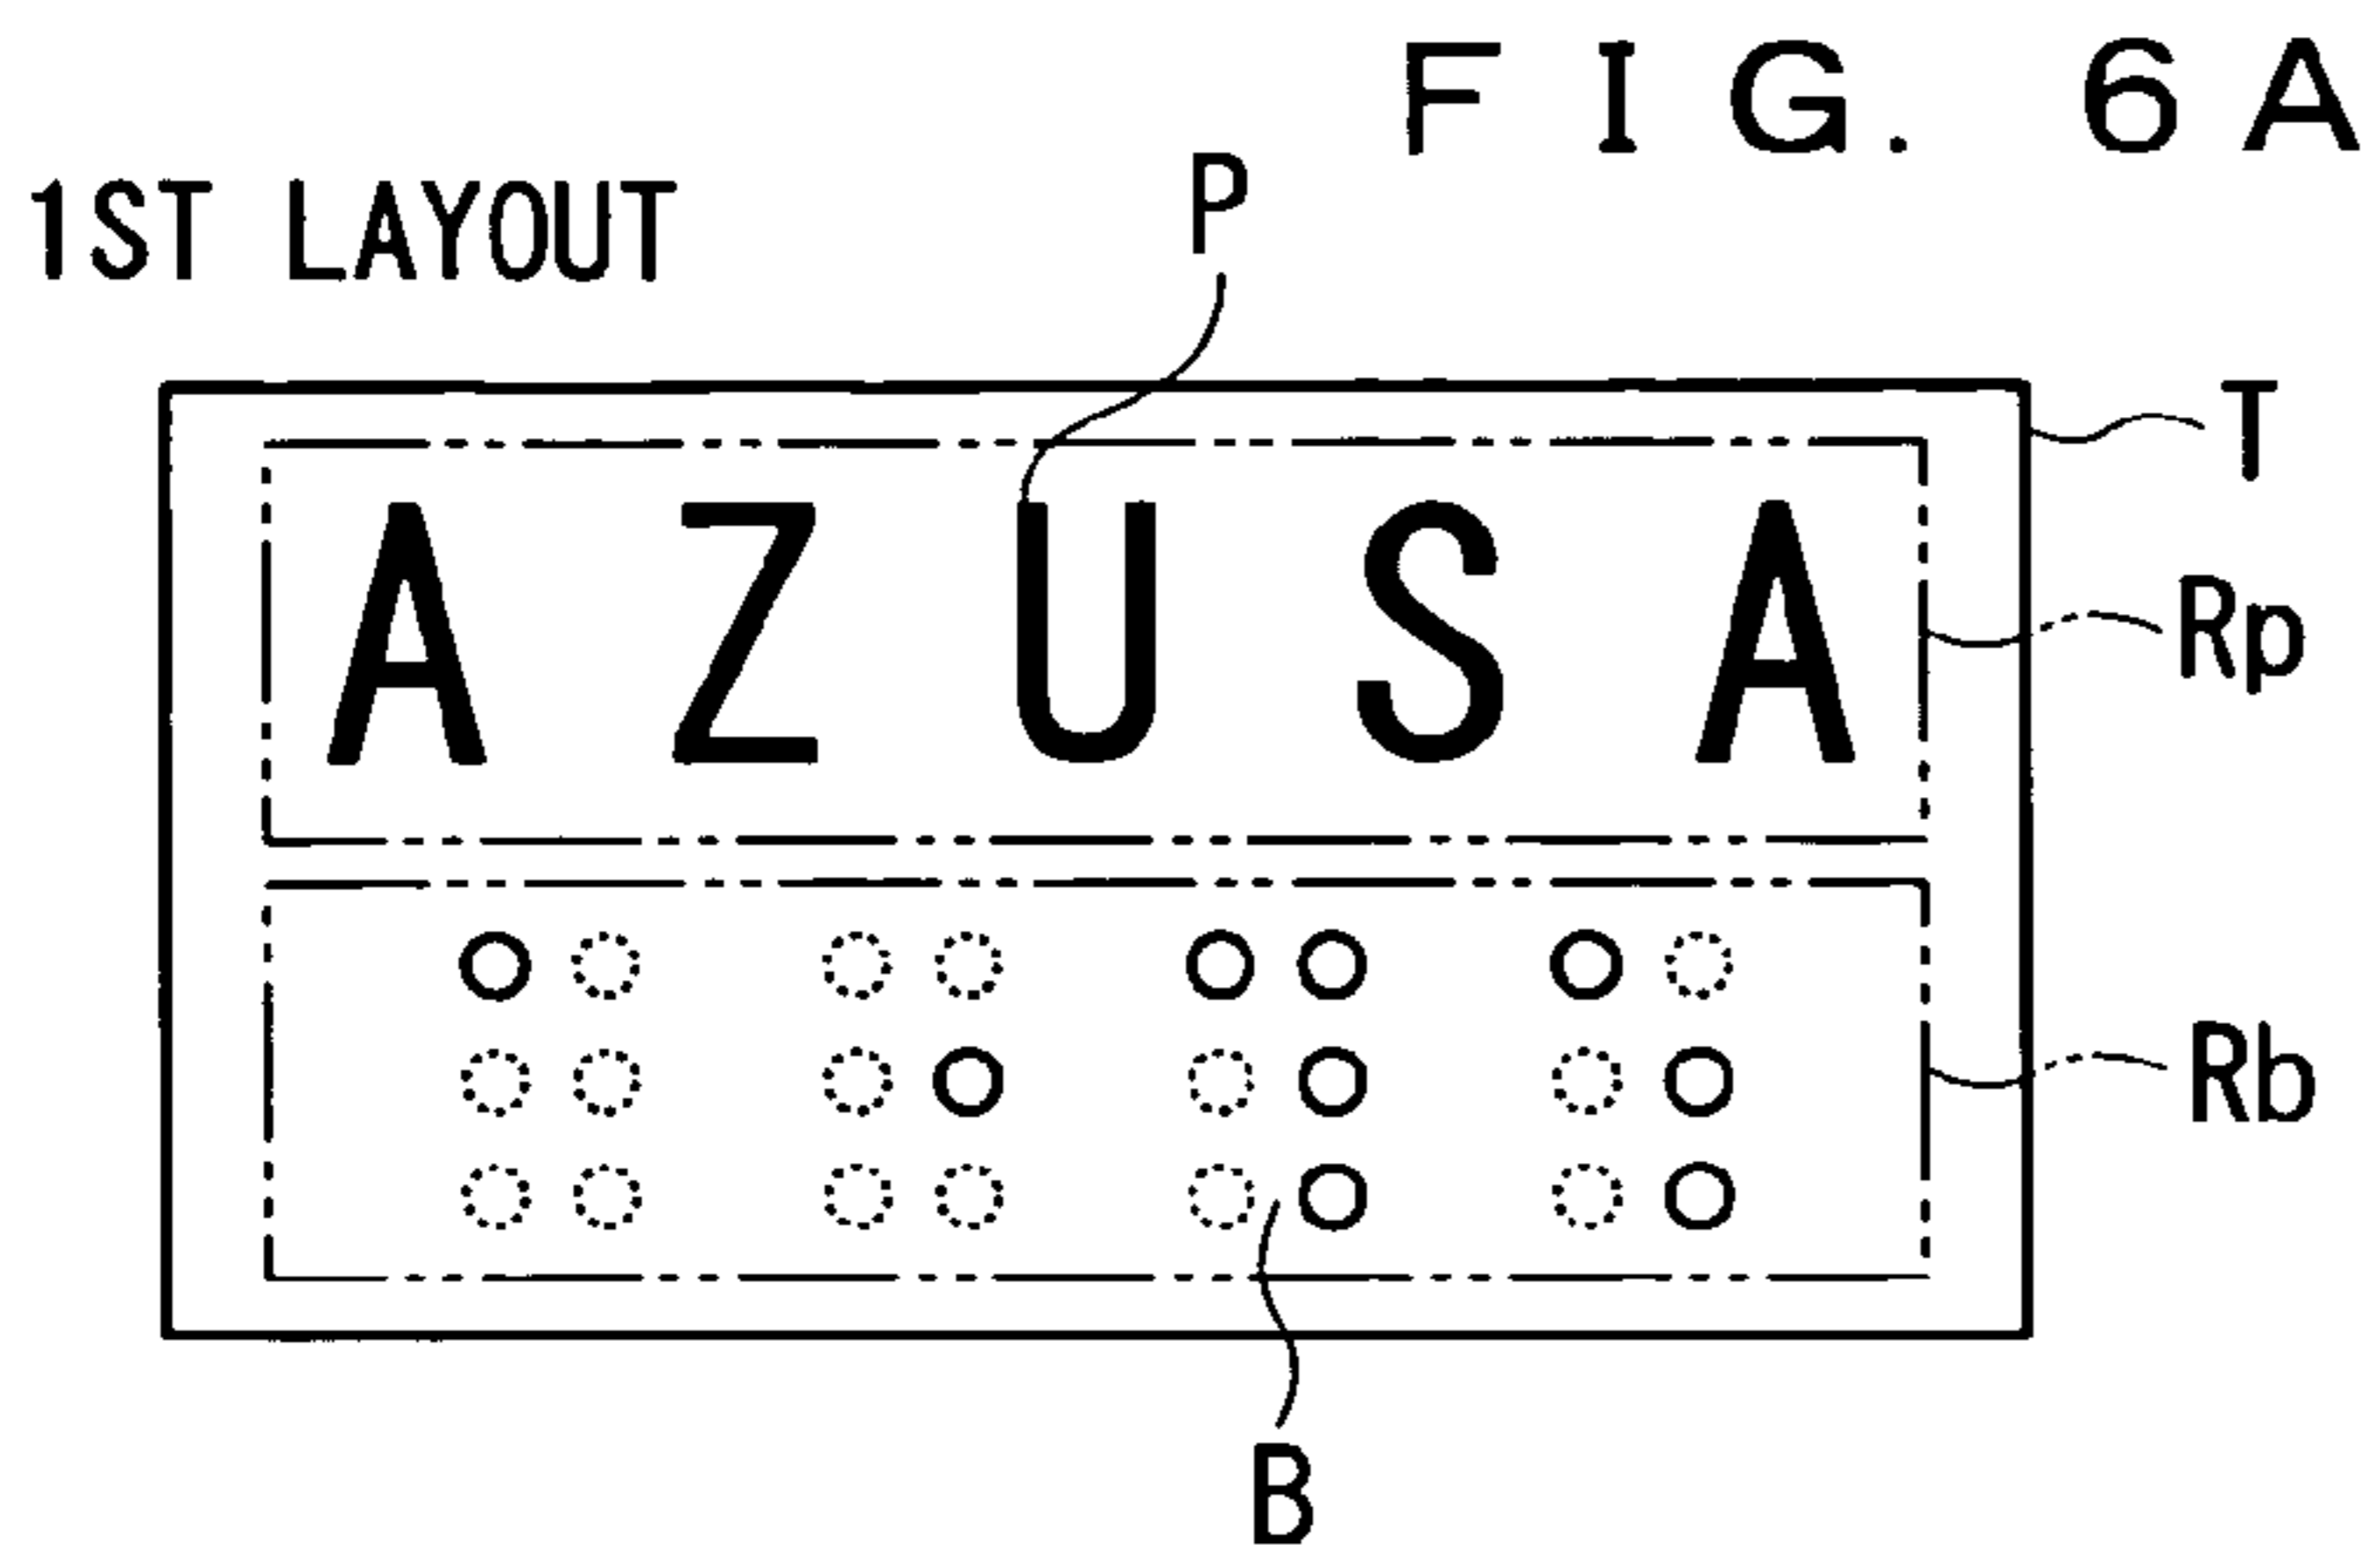 FIG. 6A
1ST LAYOUT
P
T
AZUSA
Rp
⠁⠐⠹⠱
Rb
B